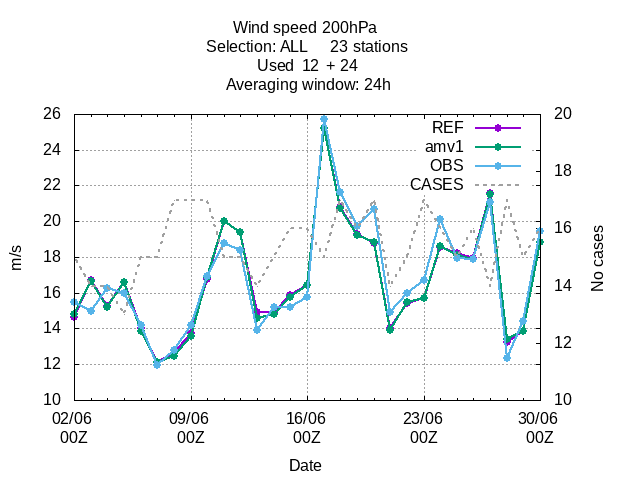 Wind speed 200hPa
Selection: ALL 23 stations
Used 12 + 24
Averaging window: 24h
REF
amv1
OBS
CASES
26
24
22
20
18
16
14
12
10
m/s
20
18
16
14
12
10
No cases
02/06 09/06 16/06 23/06 30/06
00Z 00Z 00Z 00Z 00Z
Date